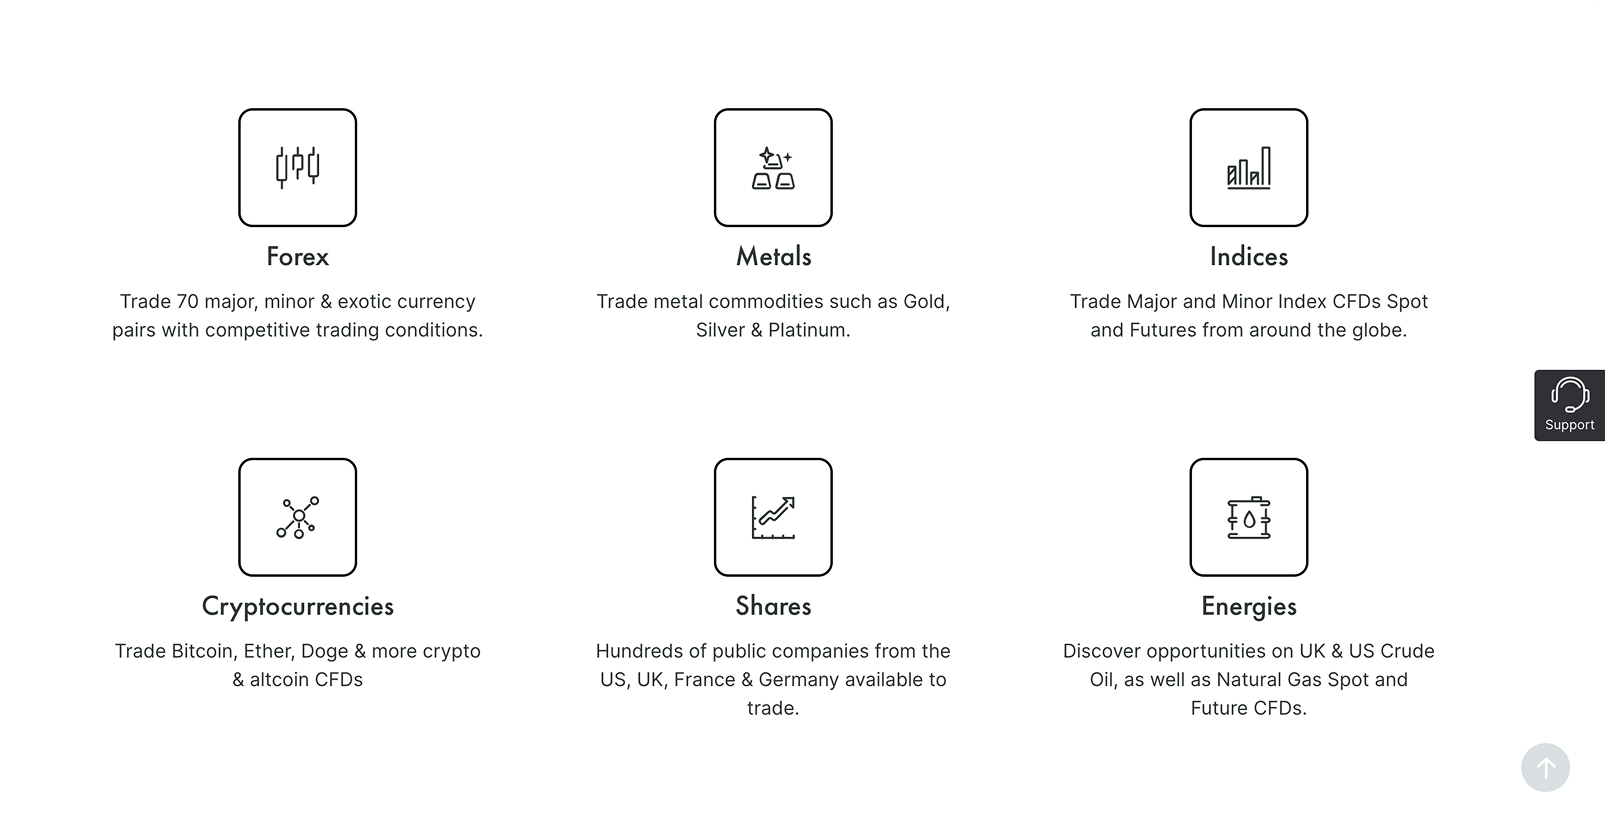 Forex
Trade 70 major, minor & exotic currency
pairs with competitive trading conditions.
Metals
Trade metal commodities such as Gold,
Silver & Platinum.
Indices
Trade Major and Minor Index CFDs Spot
and Futures from around the globe.
Support
Cryptocurrencies
Trade Bitcoin, Ether, Doge & more crypto
& altcoin CFDs
Shares
Hundreds of public companies from the
US, UK, France & Germany available to
trade.
Energies
Discover opportunities on UK & US Crude
Oil, as well as Natural Gas Spot and
Future CFDs.